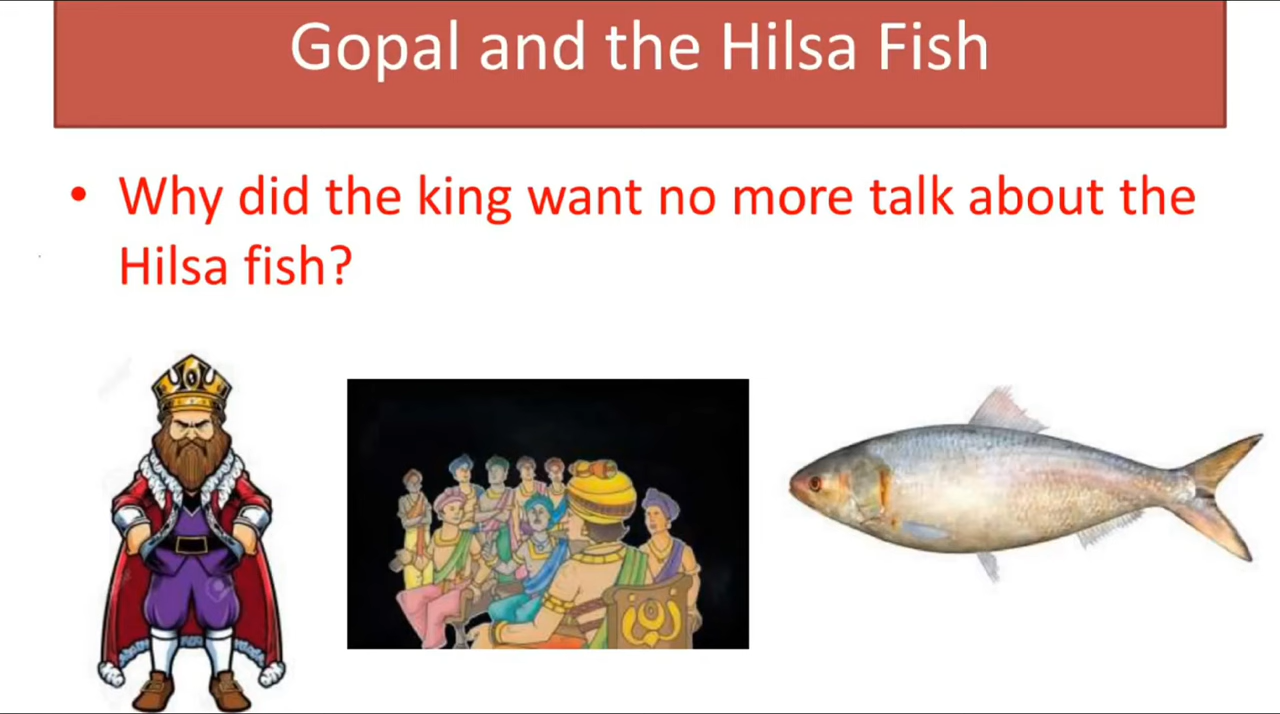 Gopal and the Hilsa Fish
• Why did the king want no more talk about the
Hilsa fish?